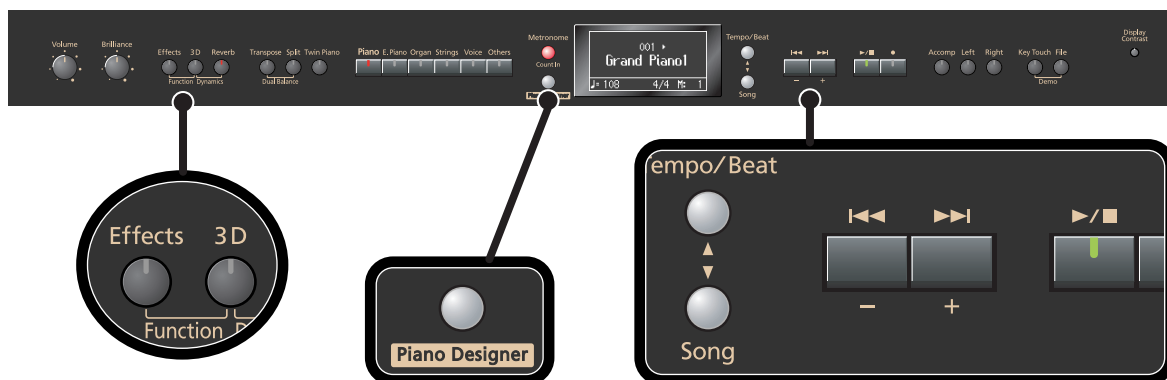 Volume
Brilliance
Effects 3D Reverb
Function Dynamics
Transpose Split Twin Piano
Dual Balance
Piano E.Piano Organ Strings Voice Others
Metronome
Count In
001
Grand Piano1
♩= 108 4/4 M: 1
Tempo/Beat
Song
− +
Accomp Left Right
Key Touch File
Demo
Display
Contrast
Effects 3D
Function D
Piano Designer
empo/Beat
Song
− +